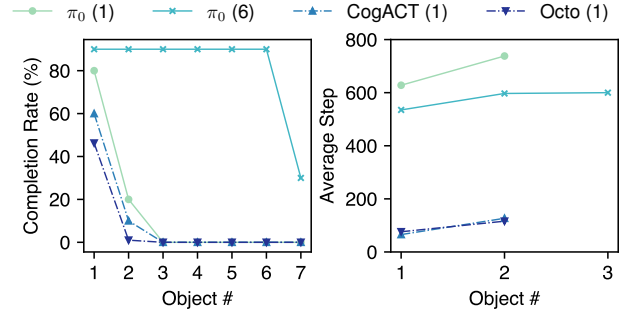 π₀ (1) π₀ (6) CogACT (1) Octo (1)
Completion Rate (%)
80
60
40
20
0
1 2 3 4 5 6 7
Object #
Average Step
800
600
400
200
0
1 2 3
Object #